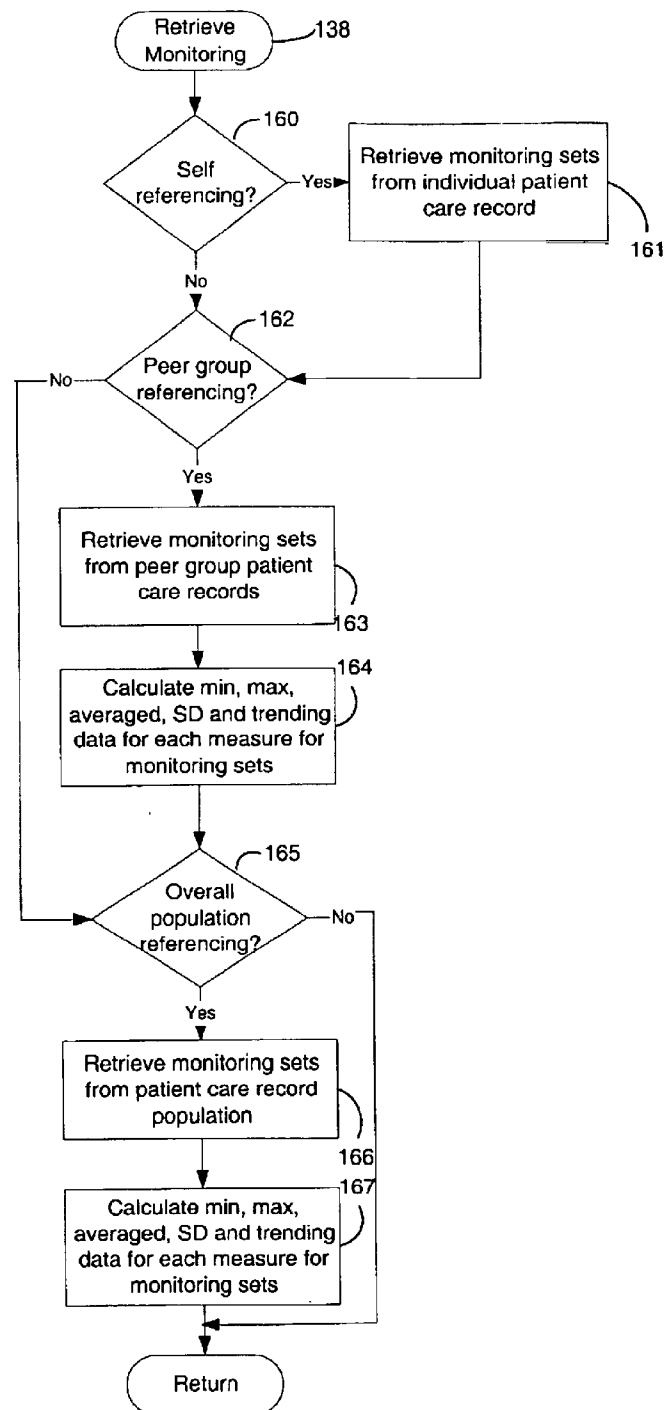 Retrieve
Monitoring
138
160
Self
referencing?
Yes
Retrieve monitoring sets
from individual patient
care record
161
No
162
Peer group
referencing?
No
Yes
Retrieve monitoring sets
from peer group patient
care records
163
164
Calculate min, max,
averaged, SD and trending
data for each measure for
monitoring sets
165
Overall
population
referencing?
No
Yes
Retrieve monitoring sets
from patient care record
population
166
167
Calculate min, max,
averaged, SD and trending
data for each measure for
monitoring sets
Return